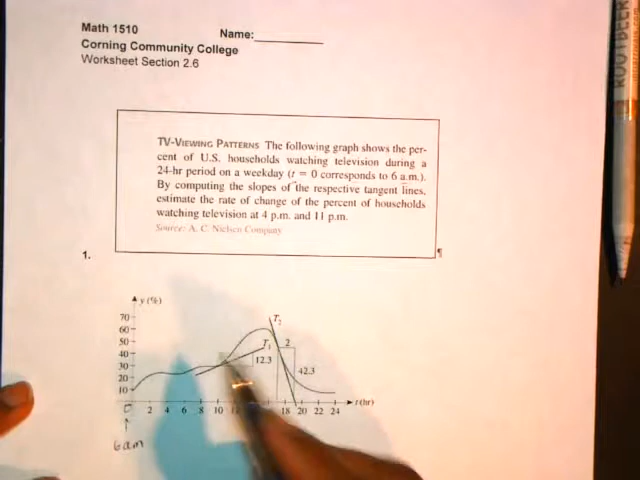 Math 1510
Name:
Corning Community College
Worksheet Section 2.6
TV-VIEWING PATTERNS The following graph shows the per-
cent of U.S. households watching television during a
24-hr period on a weekday (t = 0 corresponds to 6 a.m.).
By computing the slopes of the respective tangent lines,
estimate the rate of change of the percent of households
watching television at 4 p.m. and 11 p.m.
Source: A. C. Nielsen Company
1.
y (%)
70
60
50
40
30
20
10
T2
T1
2
12.3
42.3
0 2 4 6 8 10 18 20 22 24 t (hr)
6am
ROOTBEER